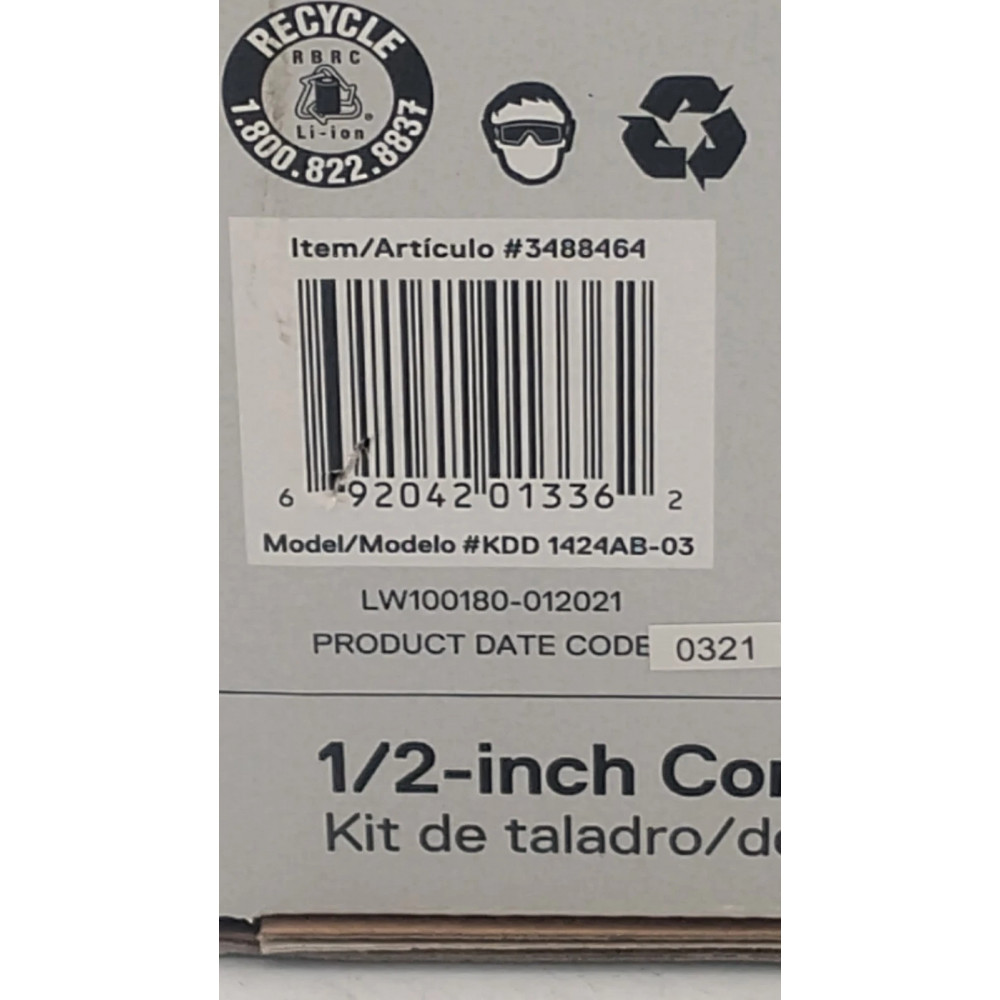 RECYCLE
RBRC
Li-ion
1.800.822.8837
Item/Artículo #3488464
6 92042 01336 2
Model/Modelo #KDD 1424AB-03
LW100180-012021
PRODUCT DATE CODE 0321
1/2-inch
Kit de taladro/